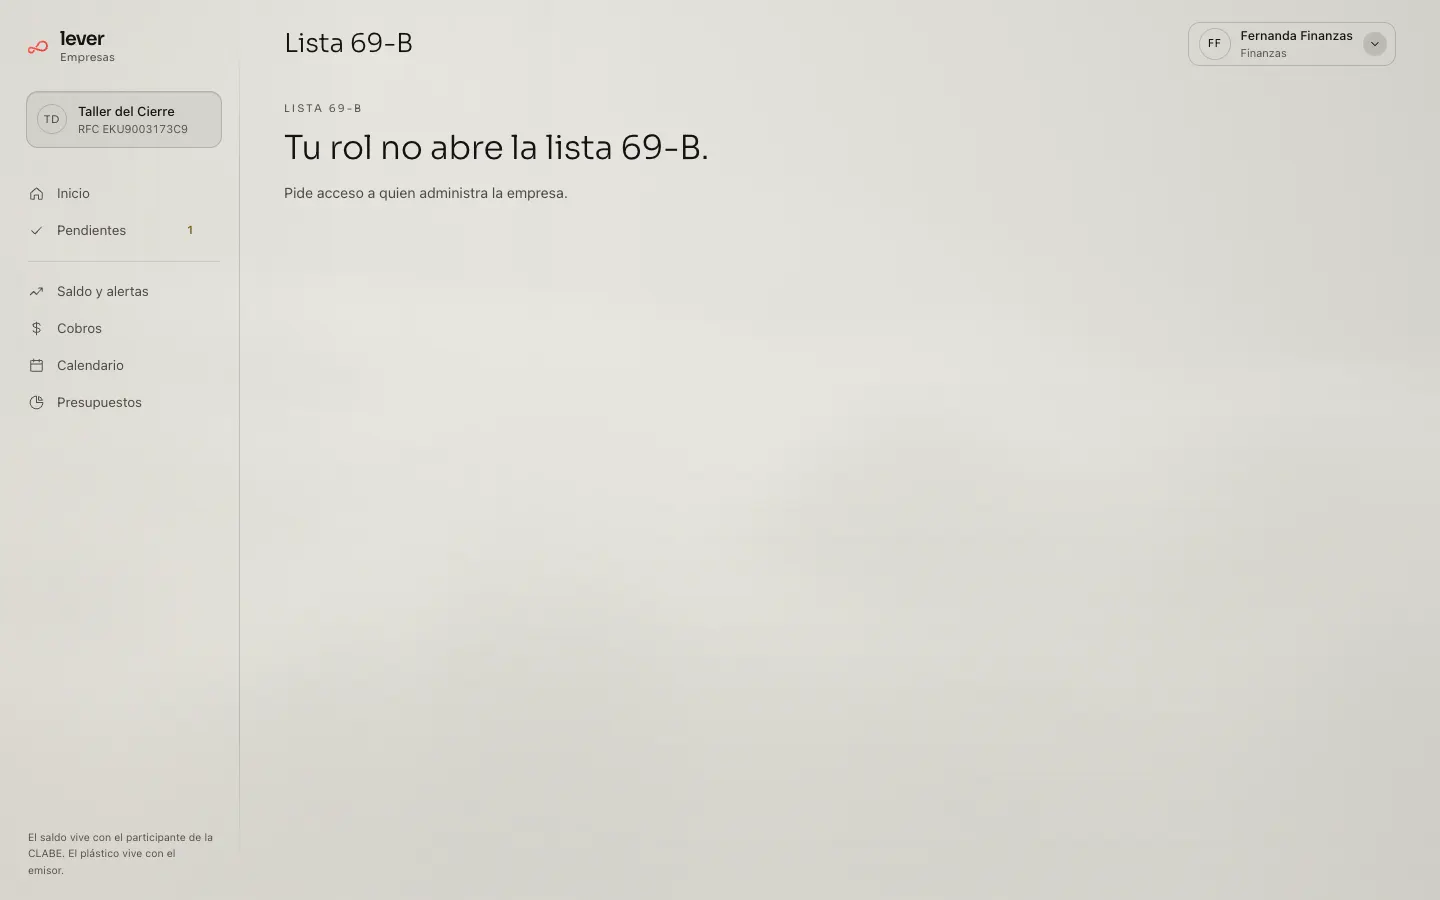 lever
Empresas
TD
Taller del Cierre
RFC EKU9003173C9
Inicio
Pendientes 1
Saldo y alertas
Cobros
Calendario
Presupuestos
El saldo vive con el participante de la
CLABE. El plástico vive con el
emisor.
Lista 69-B
FF
Fernanda Finanzas
Finanzas
LISTA 69-B
Tu rol no abre la lista 69-B.
Pide acceso a quien administra la empresa.